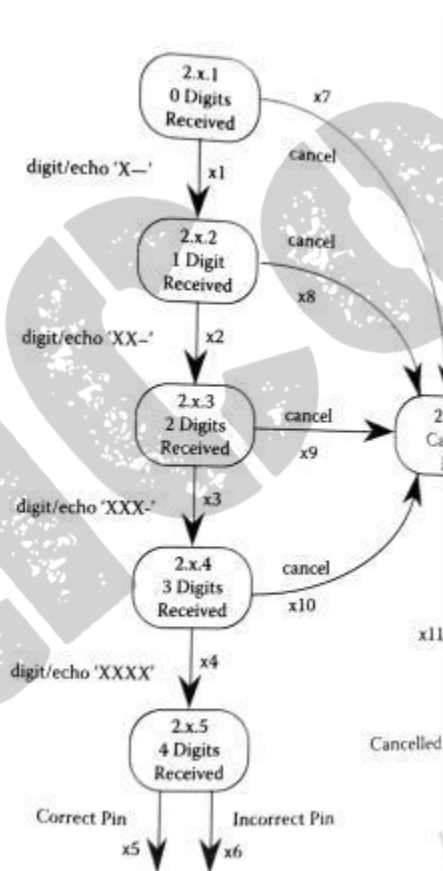 2.x.1
0 Digits
Received
x7
cancel
digit/echo 'X—'
x1
2.x.2
1 Digit
Received
cancel
x8
digit/echo 'XX–'
x2
2.x.3
2 Digits
Received
cancel
x9
digit/echo 'XXX-'
x3
2.x.4
3 Digits
Received
cancel
x10
x11
digit/echo 'XXXX'
x4
2.x.5
4 Digits
Received
Cancelled
Correct Pin
Incorrect Pin
x5
x6